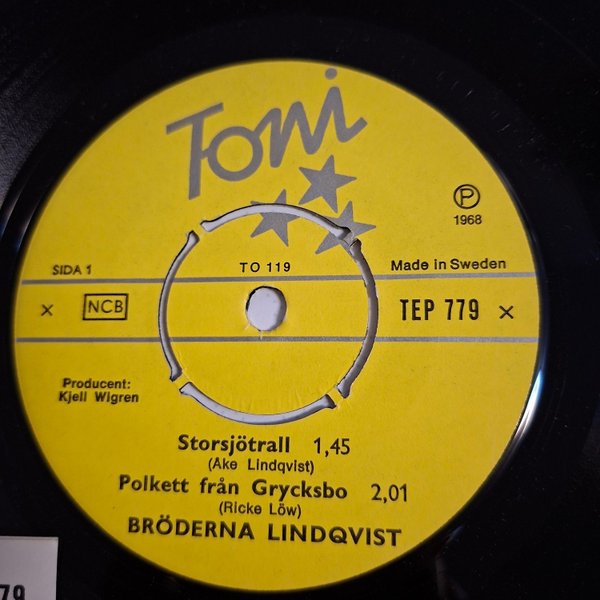 Toni
P
1968
SIDA 1
TO 119
Made in Sweden
x NCB
TEP 779 x
Producent:
Kjell Wigren
Storsjötrall 1,45
(Ake Lindqvist)
Polkett från Grycksbo 2,01
(Ricke Löw)
BRÖDERNA LINDQVIST
79